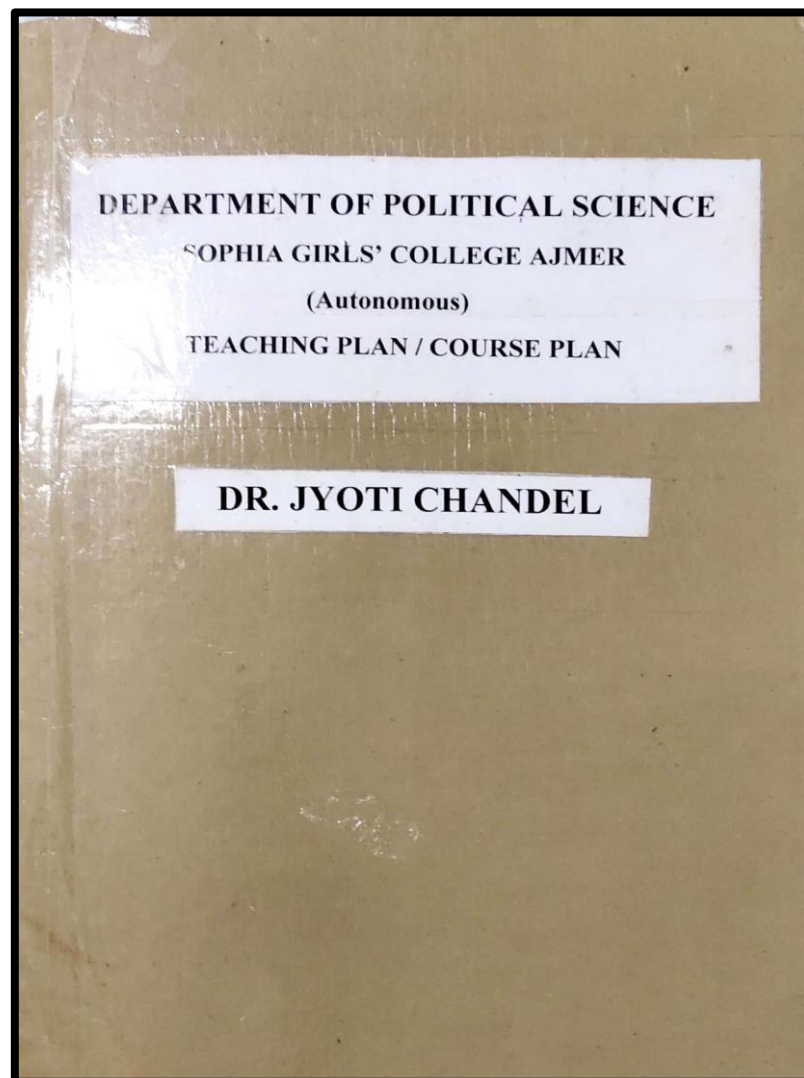 DEPARTMENT OF POLITICAL SCIENCE
SOPHIA GIRLS' COLLEGE AJMER
(Autonomous)
TEACHING PLAN / COURSE PLAN
DR. JYOTI CHANDEL